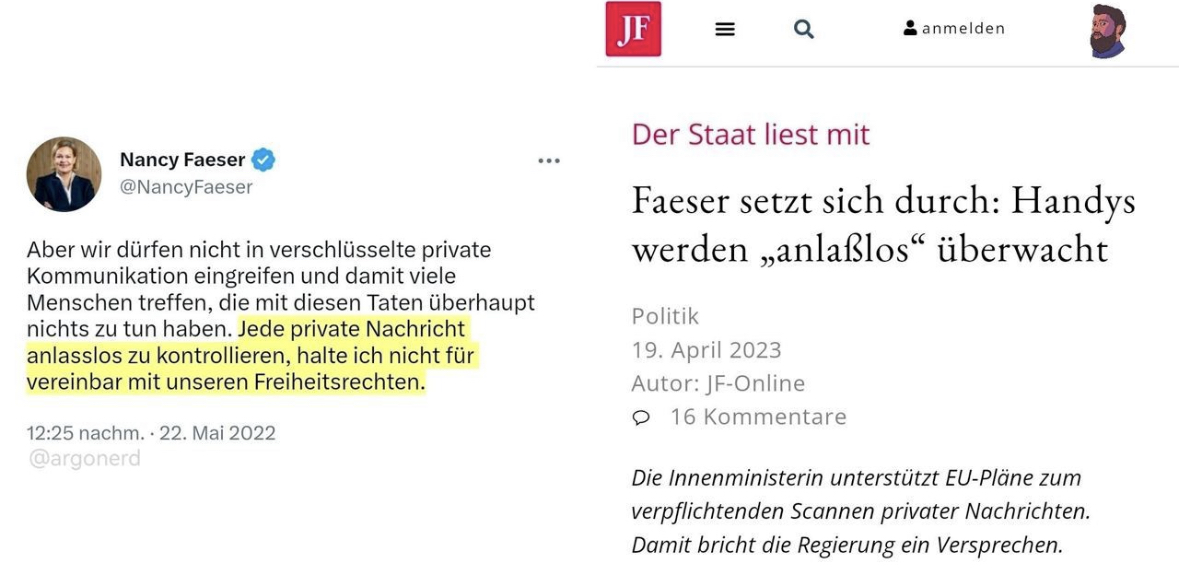 Nancy Faeser
@NancyFaeser
Aber wir dürfen nicht in verschlüsselte private
Kommunikation eingreifen und damit viele
Menschen treffen, die mit diesen Taten überhaupt
nichts zu tun haben. Jede private Nachricht
anlasslos zu kontrollieren, halte ich nicht für
vereinbar mit unseren Freiheitsrechten.
12:25 nachm. · 22. Mai 2022
@argonerd
JF
anmelden
Der Staat liest mit
Faeser setzt sich durch: Handys
werden „anlaßlos“ überwacht
Politik
19. April 2023
Autor: JF-Online
16 Kommentare
Die Innenministerin unterstützt EU-Pläne zum
verpflichtenden Scannen privater Nachrichten.
Damit bricht die Regierung ein Versprechen.